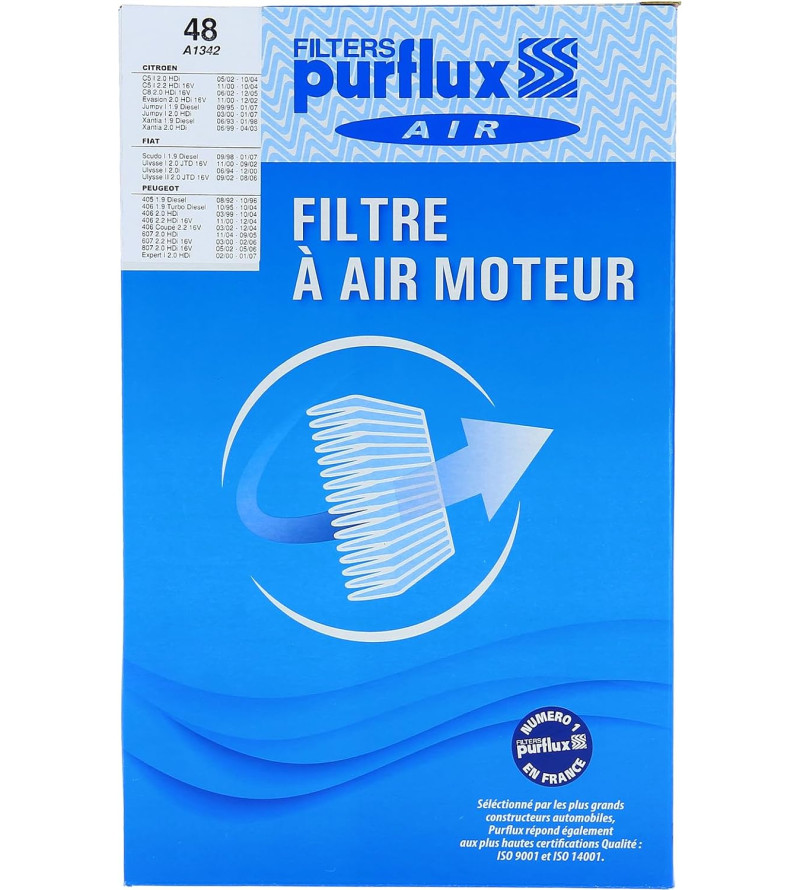 48
A1342
CITROEN
C5 I 2.0 HDi 05/02 - 10/04
C5 I 2.2 HDI 16V 11/00 - 10/04
C8 2.0 HDi 16V 06/02 - 12/05
Evasion 2.0 HDi 16V 11/00 - 12/02
Jumpy I 1.9 Diesel 09/95 - 01/07
Jumpy I 2.0 HDi 03/00 - 01/07
Xantia 1.9 Diesel 06/93 - 01/98
Xantia 2.0 HDi 06/99 - 04/03
FIAT
Scudo I 1.9 Diesel 09/98 - 01/07
Ulysse I 2.0 JTD 16V 11/00 - 09/02
Ulysse I 2.0i 06/94 - 12/00
Ulysse II 2.0 JTD 16V 09/02 - 08/06
PEUGEOT
405 1.9 Diesel 08/92 - 10/96
406 1.9 Turbo Diesel 10/95 - 10/04
406 2.0 HDi 03/99 - 10/04
406 2.2 HDi 16V 11/00 - 12/04
406 Coupé 2.2 16V 03/02 - 12/04
607 2.0 HDi 11/04 - 09/05
607 2.2 HDi 16V 03/00 - 02/06
807 2.0 HDi 16V 05/02 - 05/06
Expert I 2.0 HDi 02/00 - 01/07
FILTERS
purflux
AIR
FILTRE
À AIR MOTEUR
NUMERO 1
FILTERS
purflux
EN FRANCE
Séléctionné par les plus grands
constructeurs automobiles,
Purflux répond également
aux plus hautes certifications Qualité :
ISO 9001 et ISO 14001.